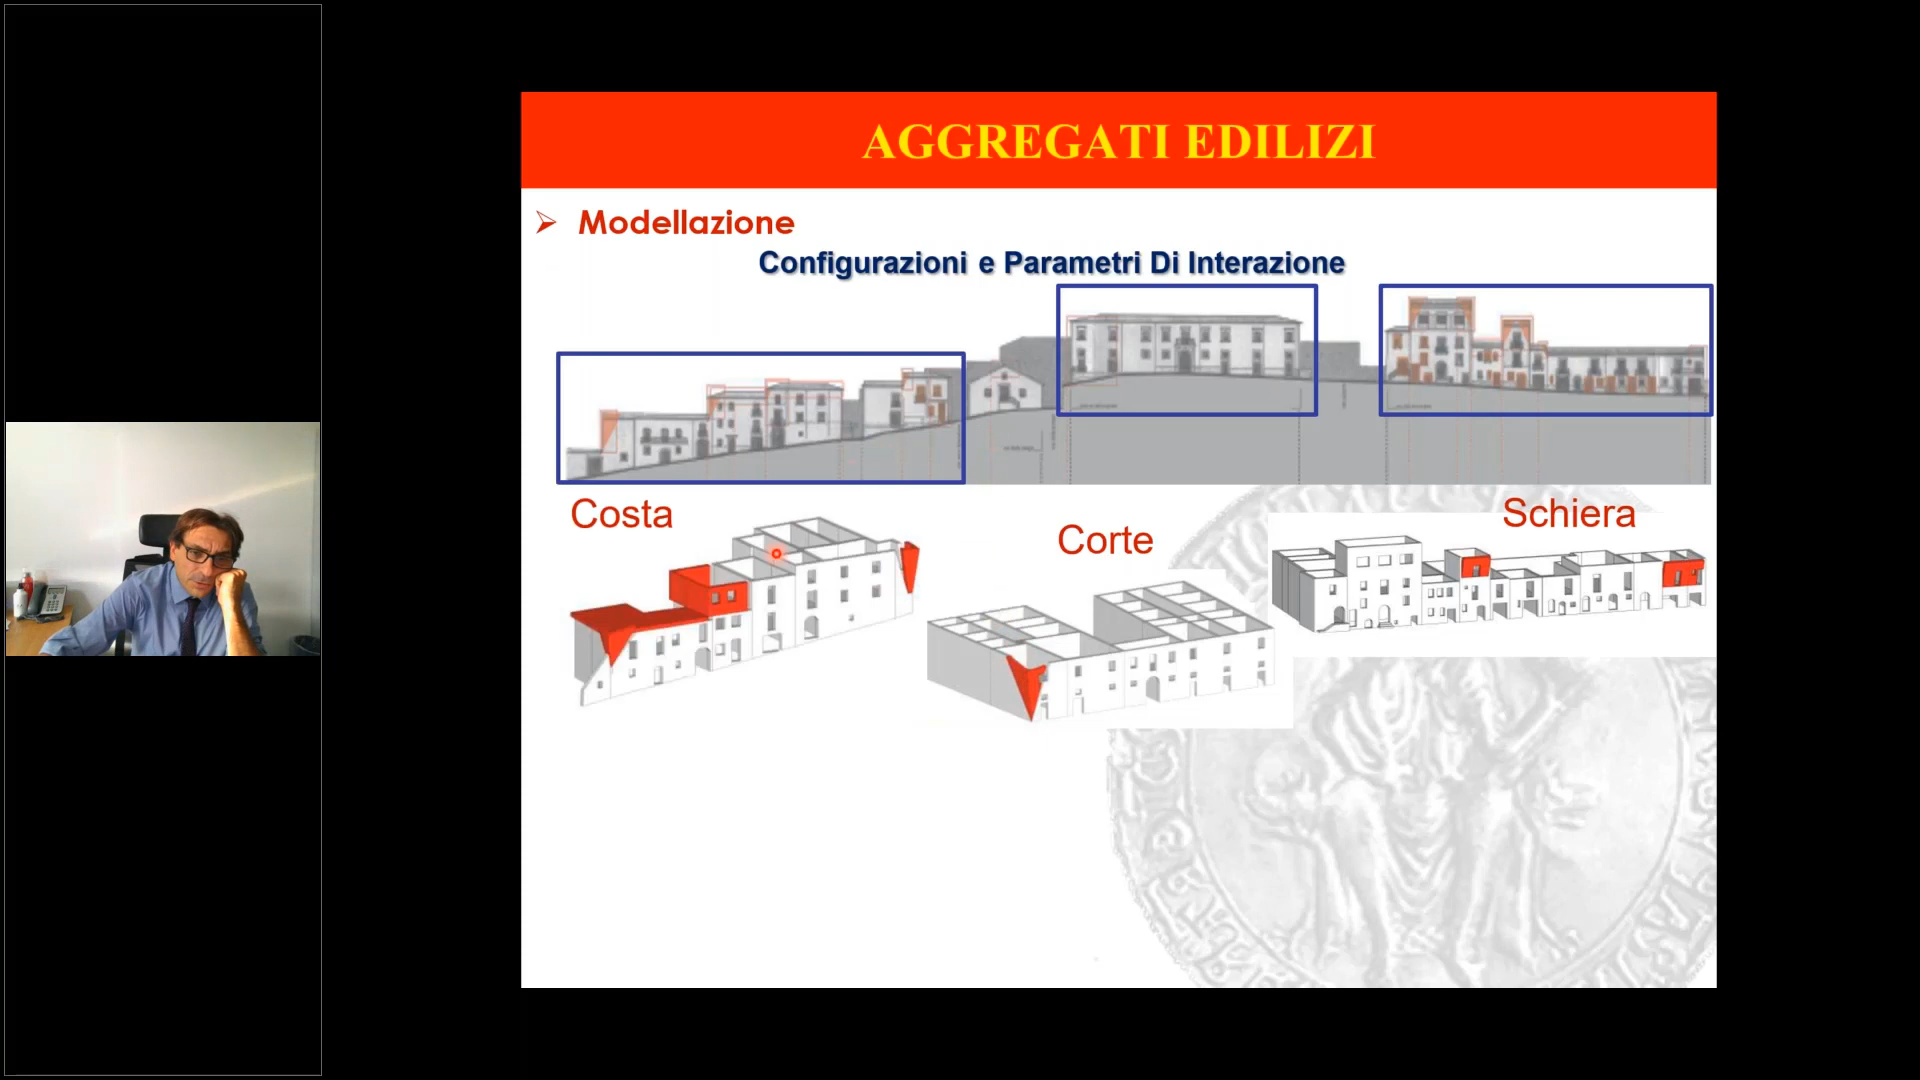 AGGREGATI EDILIZI
➢ Modellazione
Configurazioni e Parametri Di Interazione
Costa
Corte
Schiera